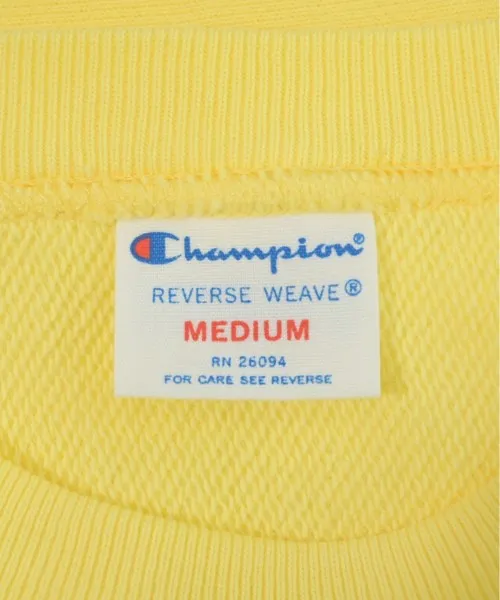 Champion®
REVERSE WEAVE®
MEDIUM
RN 26094
FOR CARE SEE REVERSE